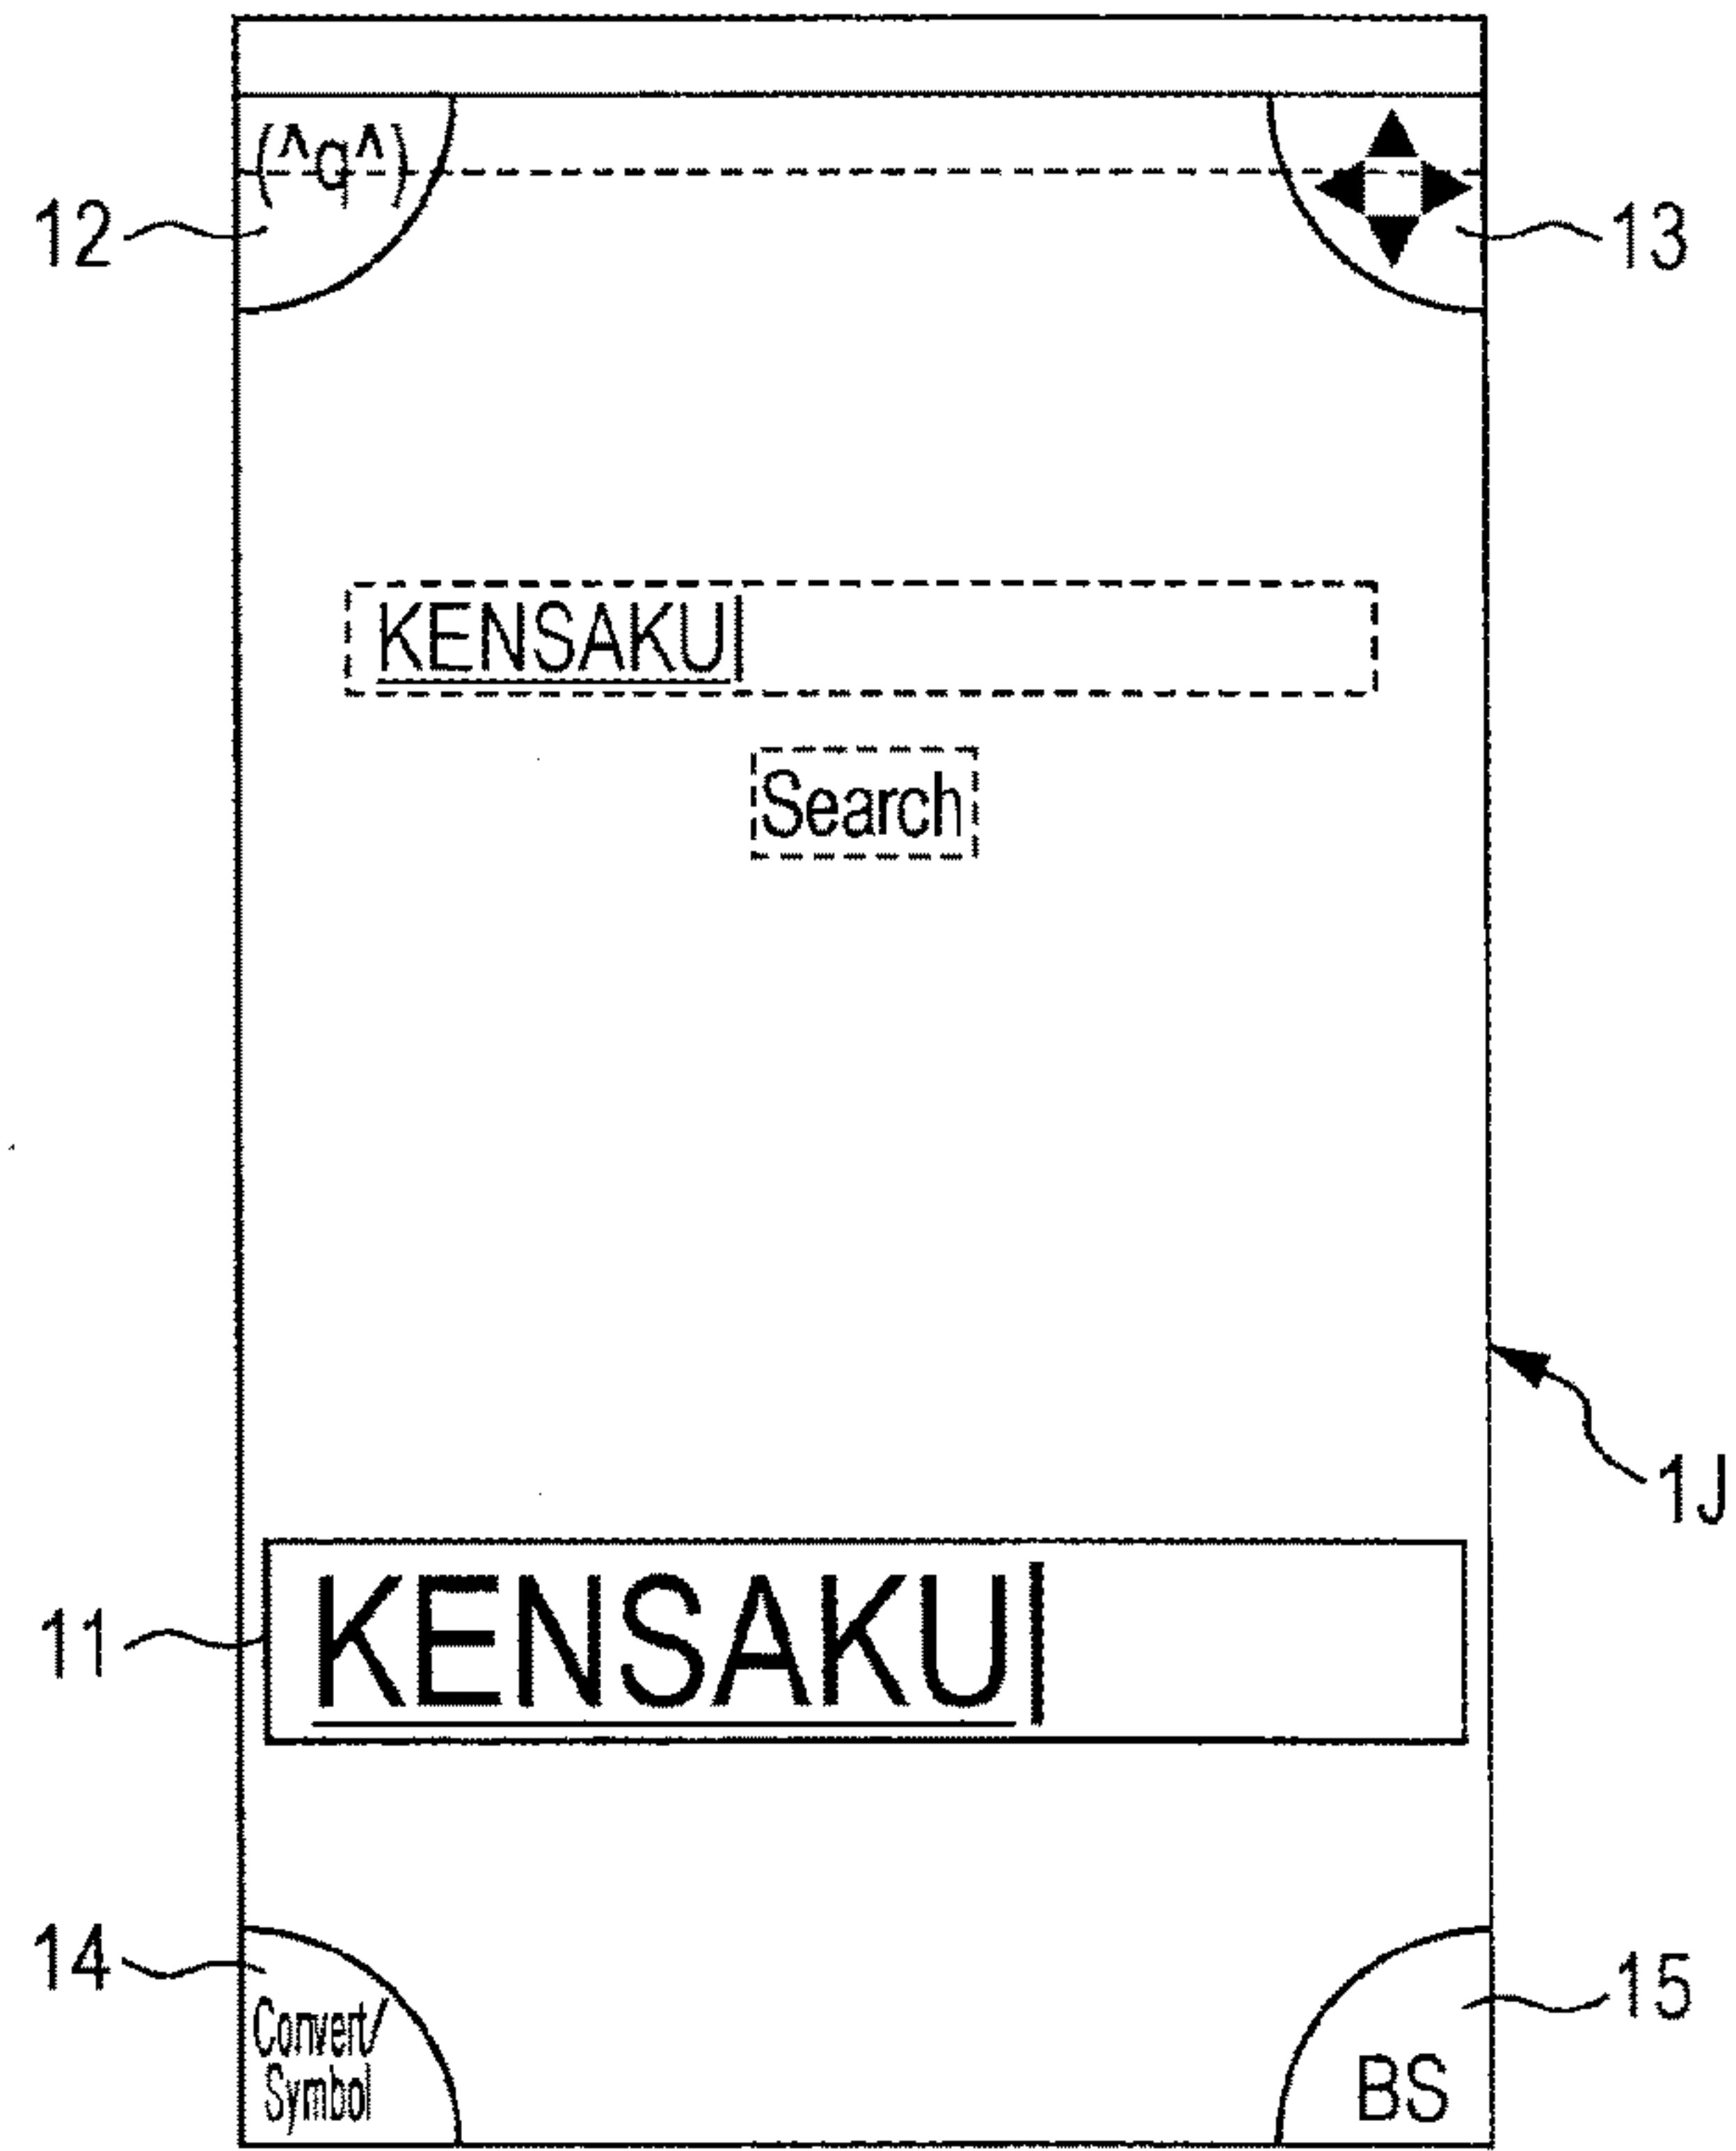 (^q^)
12
13
KENSAKU
Search
1J
KENSAKU
11
14
Convert/
Symbol
15
BS